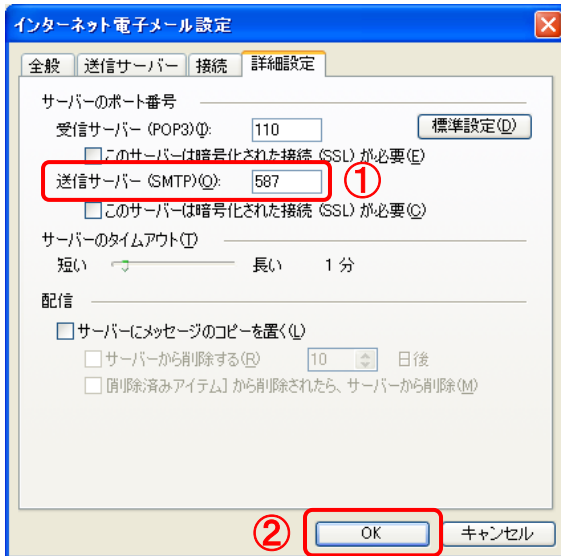 インターネット電子メール設定
全般 送信サーバー 接続 詳細設定
サーバーのポート番号
受信サーバー (POP3)(I): 110 標準設定(D)
このサーバーは暗号化された接続 (SSL) が必要(E)
送信サーバー (SMTP)(O): 587 ①
このサーバーは暗号化された接続 (SSL) が必要(C)
サーバーのタイムアウト(T)
短い 長い 1 分
配信
サーバーにメッセージのコピーを置く(L)
サーバーから削除する(R) 10 日後
[削除済みアイテム] から削除されたら、サーバーから削除(M)
② OK キャンセル